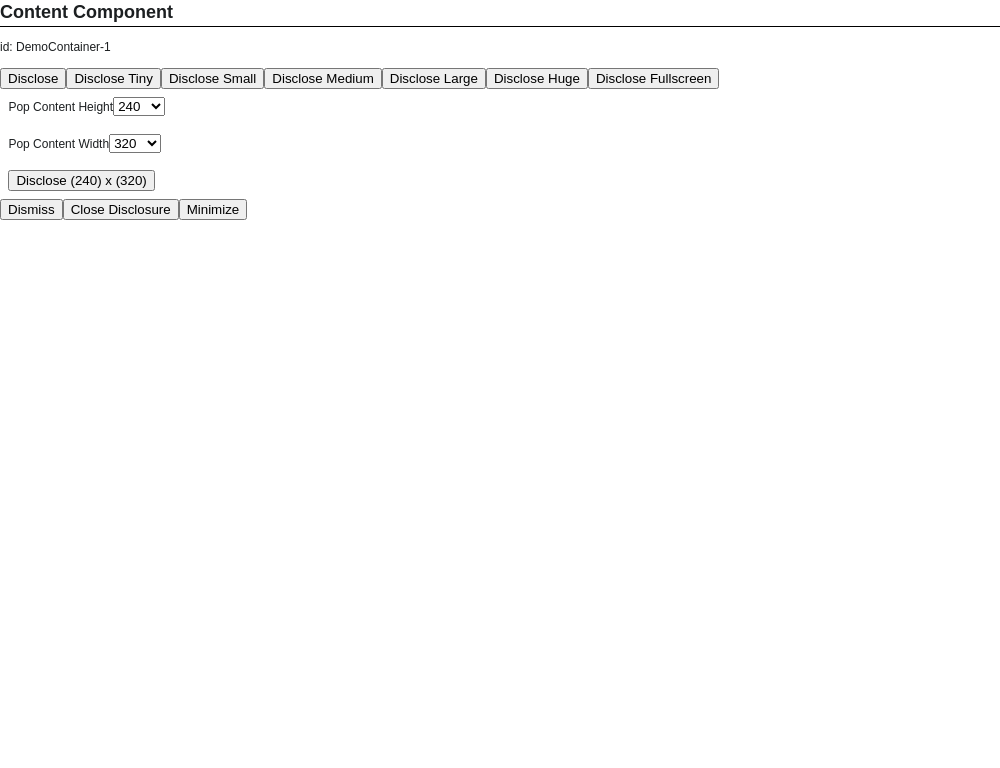 Content Component
id: DemoContainer-1
Disclose Disclose Tiny Disclose Small Disclose Medium Disclose Large Disclose Huge Disclose Fullscreen
Pop Content Height 240
Pop Content Width 320
Disclose (240) x (320)
Dismiss Close Disclosure Minimize